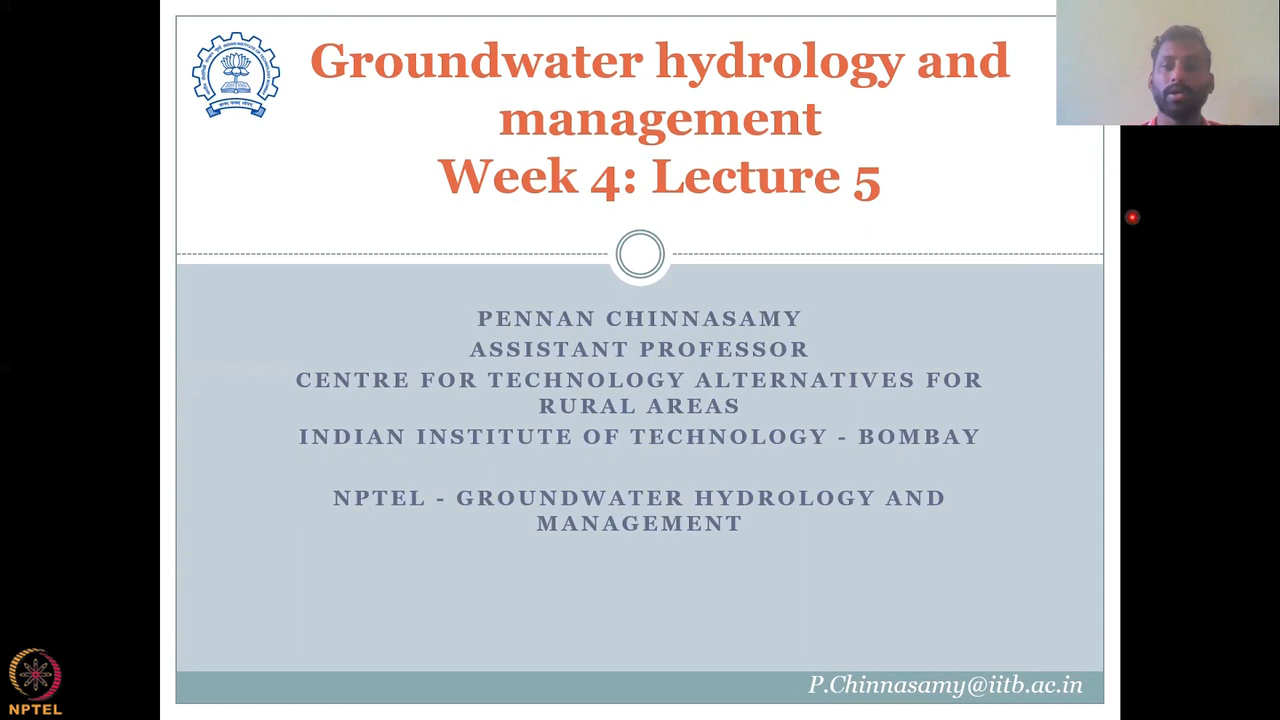 Groundwater hydrology and
management
Week 4: Lecture 5
PENNAN CHINNASAMY
ASSISTANT PROFESSOR
CENTRE FOR TECHNOLOGY ALTERNATIVES FOR
RURAL AREAS
INDIAN INSTITUTE OF TECHNOLOGY - BOMBAY
NPTEL - GROUNDWATER HYDROLOGY AND
MANAGEMENT
P.Chinnasamy@iitb.ac.in
NPTEL